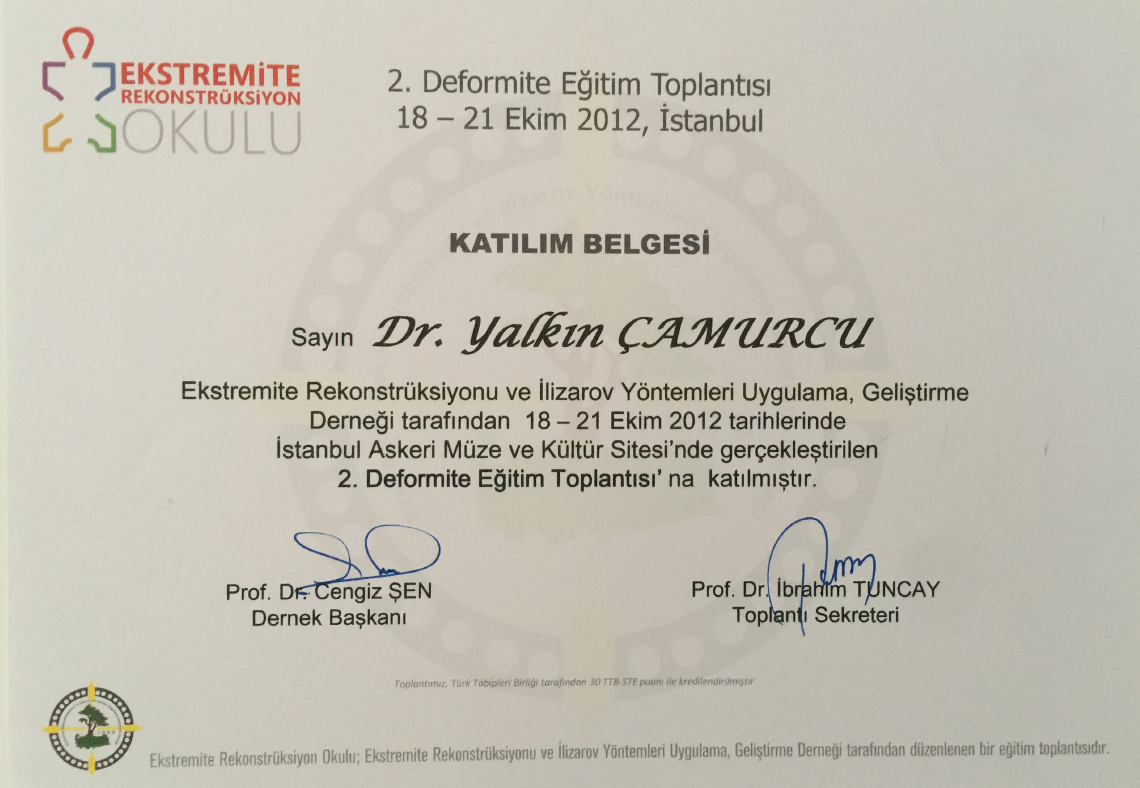 EKSTREMİTE
REKONSTRÜKSİYON
OKULU
2. Deformite Eğitim Toplantısı
18 – 21 Ekim 2012, İstanbul
KATILIM BELGESİ
Sayın Dr. Yalkın ÇAMURCU
Ekstremite Rekonstrüksiyonu ve İlizarov Yöntemleri Uygulama, Geliştirme
Derneği tarafından 18 – 21 Ekim 2012 tarihlerinde
İstanbul Askeri Müze ve Kültür Sitesi'nde gerçekleştirilen
2. Deformite Eğitim Toplantısı' na katılmıştır.
Prof. Dr. Cengiz ŞEN
Dernek Başkanı
Prof. Dr. İbrahim TUNCAY
Toplantı Sekreteri
Toplantımız, Türk Tabipleri Birliği tarafından 30 TTB-STE puanı ile kredilendirilmiştir
Ekstremite Rekonstrüksiyon Okulu; Ekstremite Rekonstrüksiyonu ve İlizarov Yöntemleri Uygulama, Geliştirme Derneği tarafından düzenlenen bir eğitim toplantısıdır.